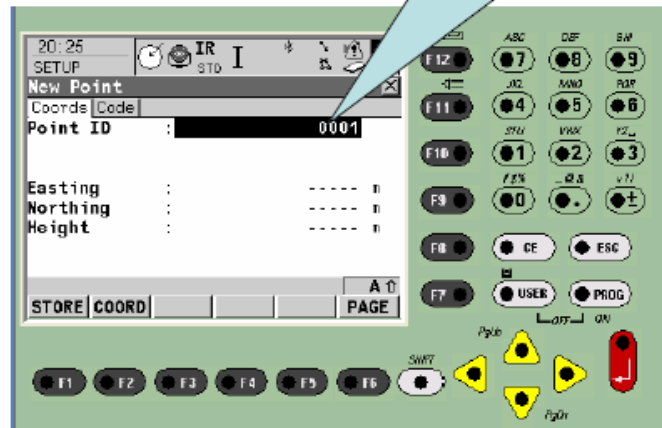 20:25 IR
SETUP STD I
New Point
Coords Code
Point ID : 0001
Easting : ----- m
Northing : ----- m
Height : ----- m
A
STORE COORD PAGE
F12 F11 F10 F9 F8 F7
ABC DEF GHI
7 8 9
JKL MNO PQR
4 5 6
STU VWX YZ_
1 2 3
/$% _@& *?!
0 . ±
CE ESC
USER PROG
OFF ON
PgUp
SHIFT
F1 F2 F3 F4 F5 F6
PgDn